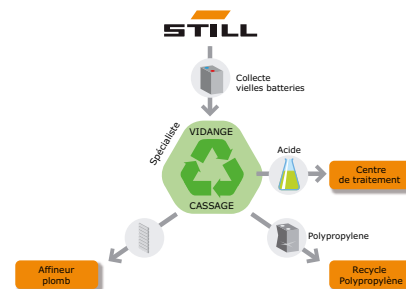 STILL
Collecte
vielles batteries
Spécialiste
VIDANGE
CASSAGE
Acide
Centre
de traitement
Polypropylene
Affineur
plomb
Recycle
Polypropylène